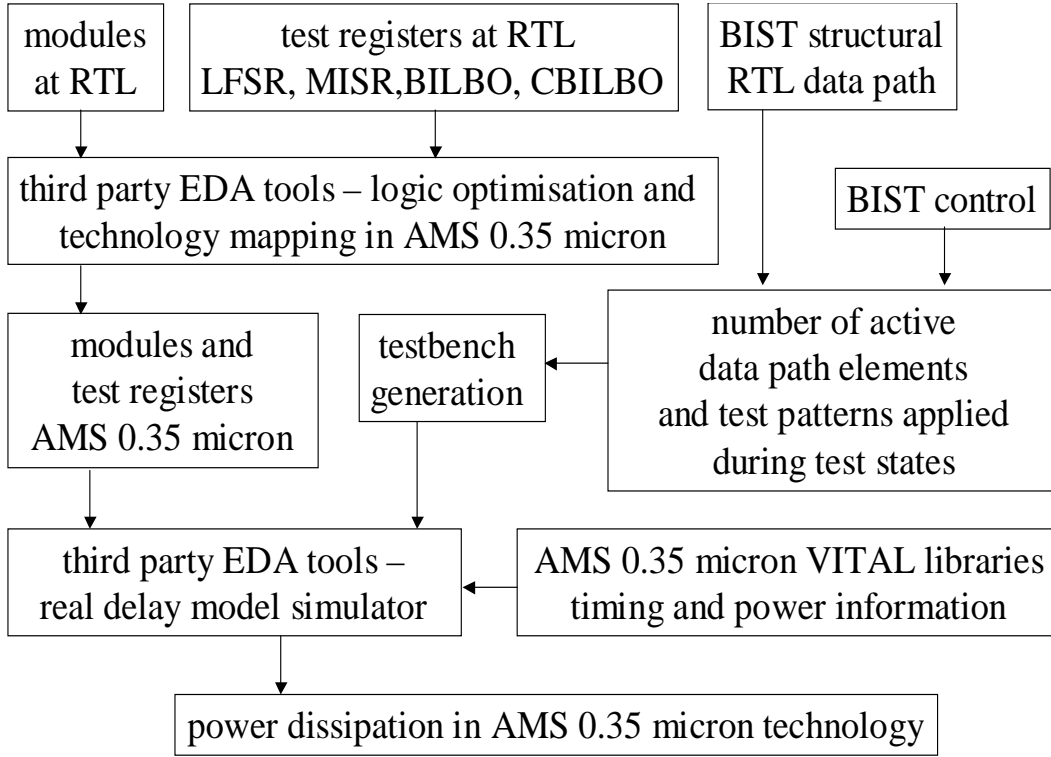 modules
at RTL
test registers at RTL
LFSR, MISR,BILBO, CBILBO
BIST structural
RTL data path
third party EDA tools – logic optimisation and
technology mapping in AMS 0.35 micron
BIST control
modules and
test registers
AMS 0.35 micron
testbench
generation
number of active
data path elements
and test patterns applied
during test states
third party EDA tools –
real delay model simulator
AMS 0.35 micron VITAL libraries
timing and power information
power dissipation in AMS 0.35 micron technology